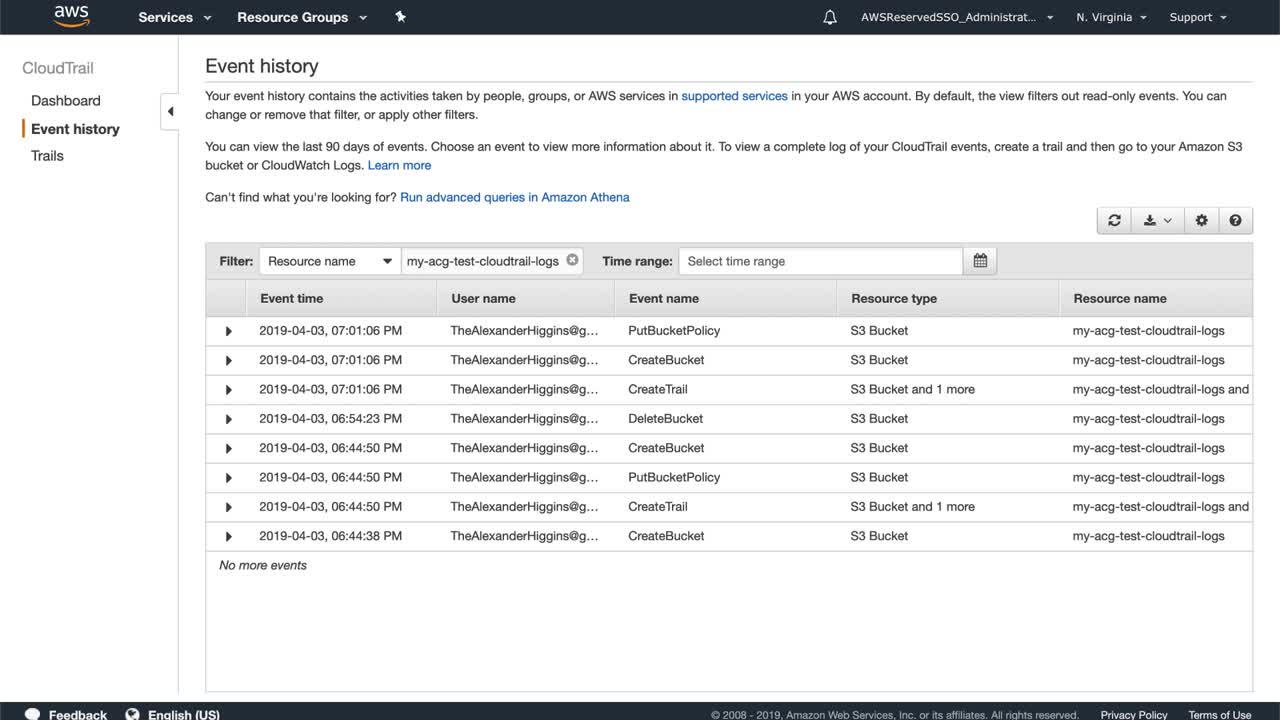 aws
Services
Resource Groups
AWSReservedSSO_Administrat...
N. Virginia
Support
CloudTrail
Dashboard
Event history
Trails
Event history
Your event history contains the activities taken by people, groups, or AWS services in supported services in your AWS account. By default, the view filters out read-only events. You can
change or remove that filter, or apply other filters.
You can view the last 90 days of events. Choose an event to view more information about it. To view a complete log of your CloudTrail events, create a trail and then go to your Amazon S3
bucket or CloudWatch Logs. Learn more
Can't find what you're looking for? Run advanced queries in Amazon Athena
Filter: Resource name my-acg-test-cloudtrail-logs Time range: Select time range
Event time User name Event name Resource type Resource name
2019-04-03, 07:01:06 PM TheAlexanderHiggins@g... PutBucketPolicy S3 Bucket my-acg-test-cloudtrail-logs
2019-04-03, 07:01:06 PM TheAlexanderHiggins@g... CreateBucket S3 Bucket my-acg-test-cloudtrail-logs
2019-04-03, 07:01:06 PM TheAlexanderHiggins@g... CreateTrail S3 Bucket and 1 more my-acg-test-cloudtrail-logs and
2019-04-03, 06:54:23 PM TheAlexanderHiggins@g... DeleteBucket S3 Bucket my-acg-test-cloudtrail-logs
2019-04-03, 06:44:50 PM TheAlexanderHiggins@g... CreateBucket S3 Bucket my-acg-test-cloudtrail-logs
2019-04-03, 06:44:50 PM TheAlexanderHiggins@g... PutBucketPolicy S3 Bucket my-acg-test-cloudtrail-logs
2019-04-03, 06:44:50 PM TheAlexanderHiggins@g... CreateTrail S3 Bucket and 1 more my-acg-test-cloudtrail-logs and
2019-04-03, 06:44:38 PM TheAlexanderHiggins@g... CreateBucket S3 Bucket my-acg-test-cloudtrail-logs
No more events
Feedback English (US) © 2008 - 2019, Amazon Web Services, Inc. or its affiliates. All rights reserved. Privacy Policy Terms of Use